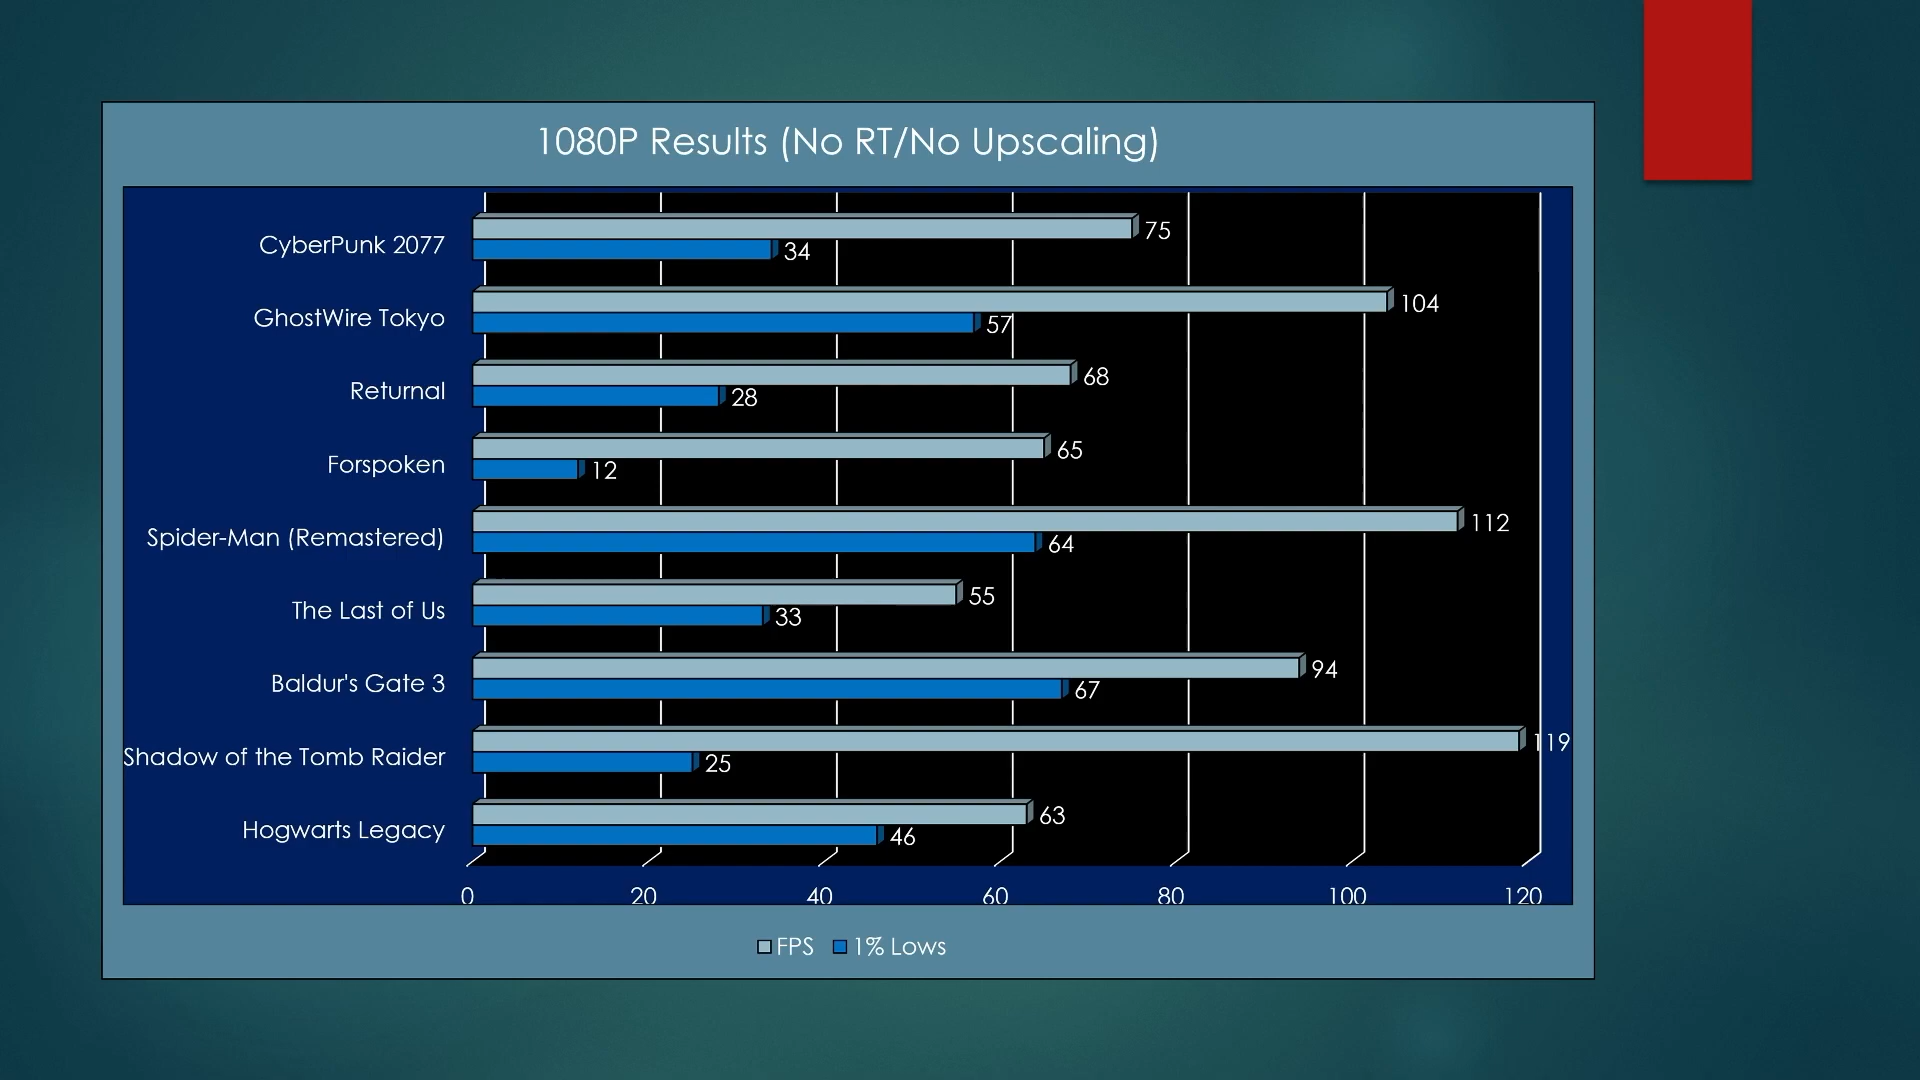 1080P Results (No RT/No Upscaling)
CyberPunk 2077
75
34
GhostWire Tokyo
104
57
Returnal
68
28
Forspoken
65
12
Spider-Man (Remastered)
112
64
The Last of Us
55
33
Baldur's Gate 3
94
67
Shadow of the Tomb Raider
119
25
Hogwarts Legacy
63
46
0 20 40 60 80 100 120
FPS 1% Lows